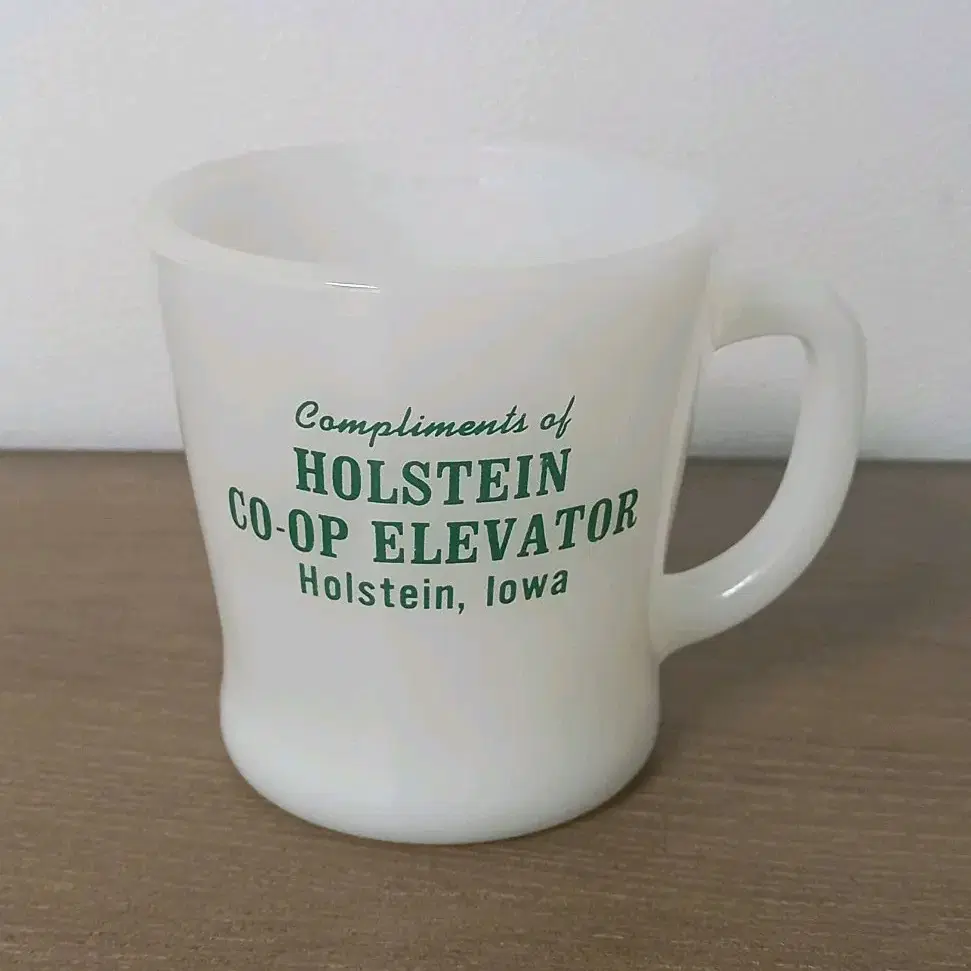 Compliments of
HOLSTEIN
CO-OP ELEVATOR
Holstein, Iowa